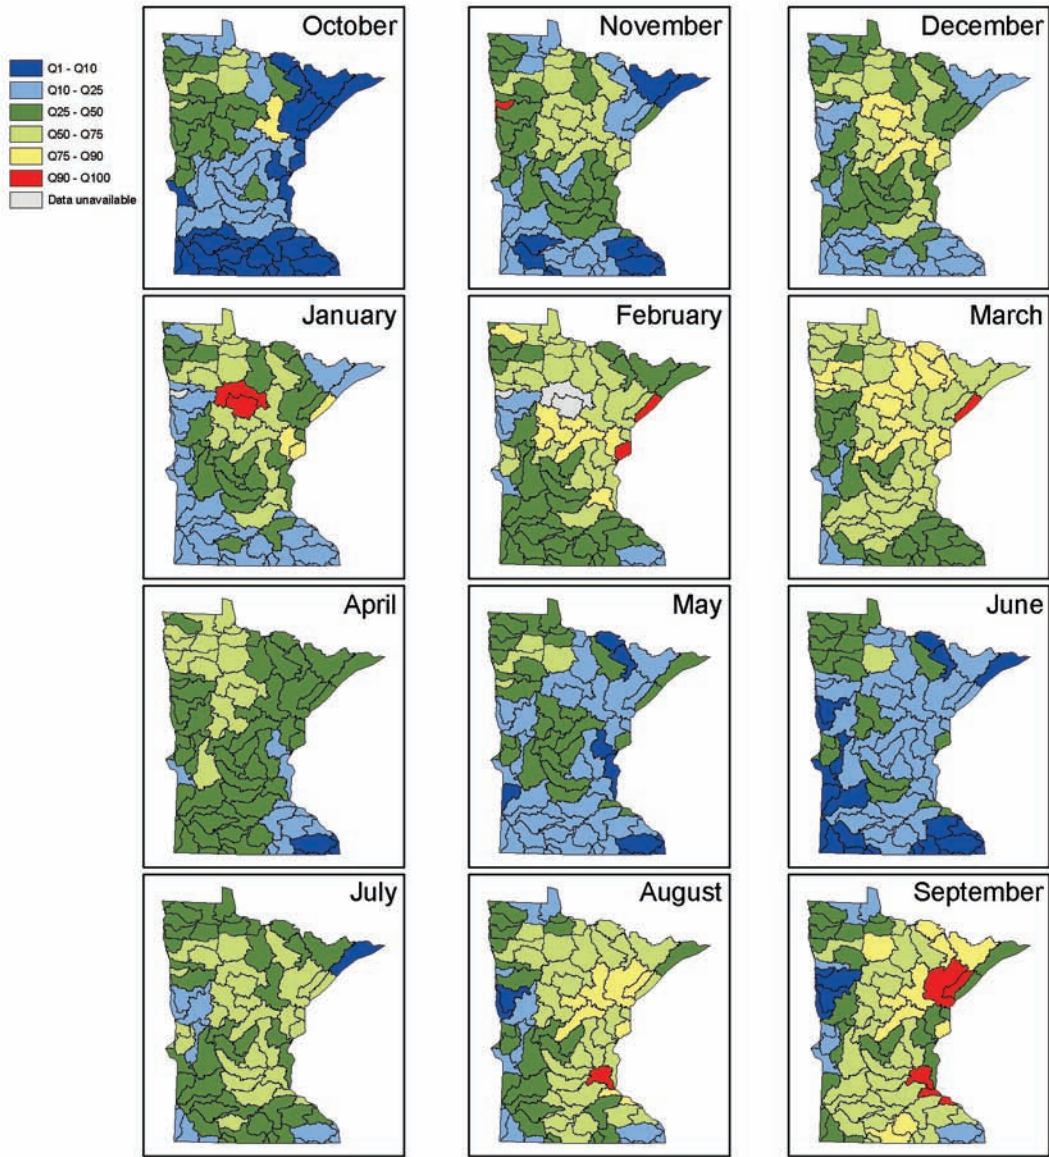 October
November
December
Q1 - Q10
Q10 - Q25
Q25 - Q50
Q50 - Q75
Q75 - Q90
Q90 - Q100
Data unavailable
January
February
March
April
May
June
July
August
September